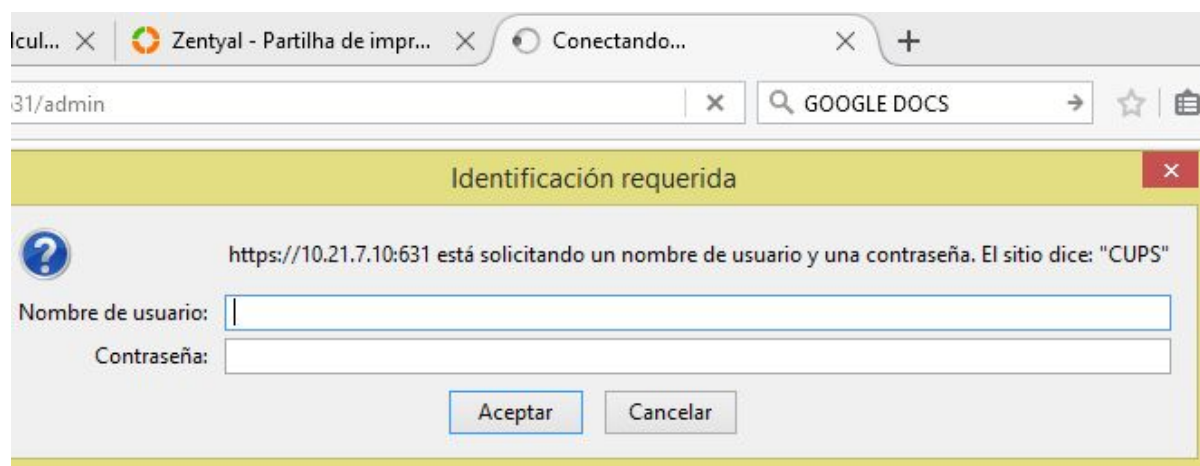 lcul...
Zentyal - Partilha de impr...
Conectando...
31/admin
GOOGLE DOCS
Identificación requerida
https://10.21.7.10:631 está solicitando un nombre de usuario y una contraseña. El sitio dice: "CUPS"
Nombre de usuario:
Contraseña:
Aceptar
Cancelar